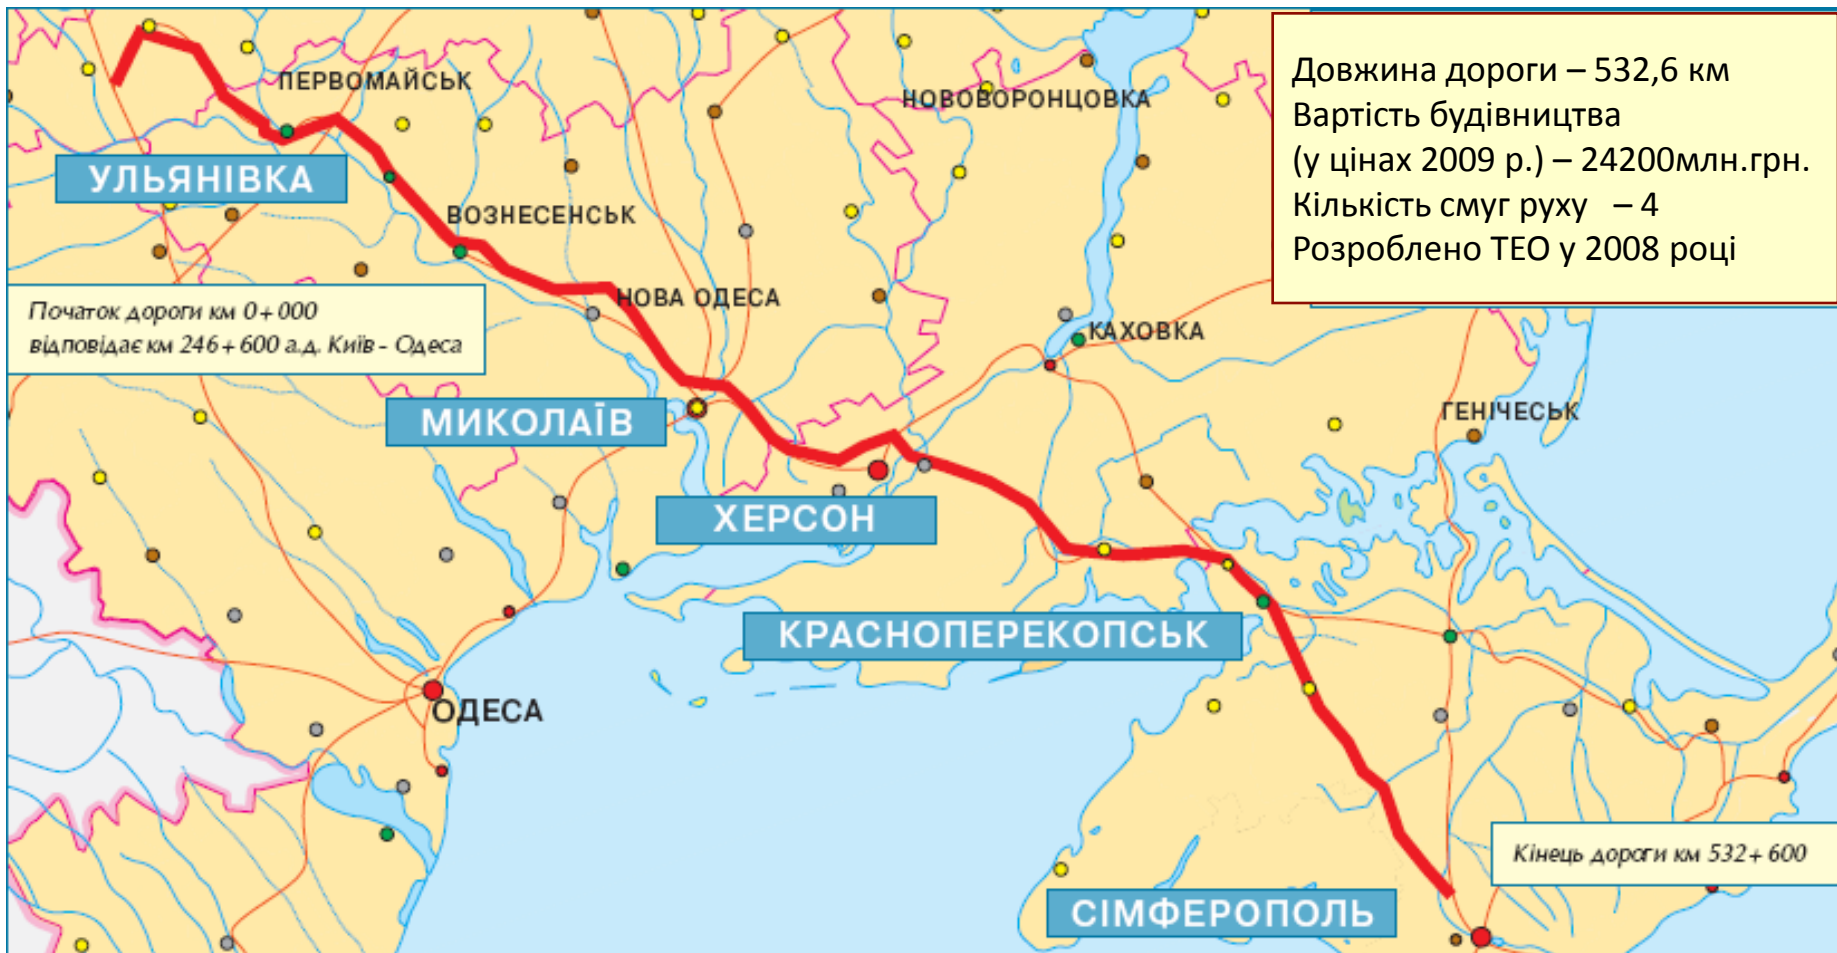 Довжина дороги – 532,6 км
Вартість будівництва
(у цінах 2009 р.) – 24200млн.грн.
Кількість смуг руху – 4
Розроблено ТЕО у 2008 році
ПЕРВОМАЙСЬК
НОВОВОРОНЦОВКА
УЛЬЯНІВКА
ВОЗНЕСЕНСЬК
НОВА ОДЕСА
Початок дороги км 0+000
відповідає км 246+600 а.д. Київ - Одеса
КАХОВКА
МИКОЛАЇВ
ГЕНІЧЕСЬК
ХЕРСОН
КРАСНОПЕРЕКОПСЬК
ОДЕСА
Кінець дороги км 532+600
СІМФЕРОПОЛЬ